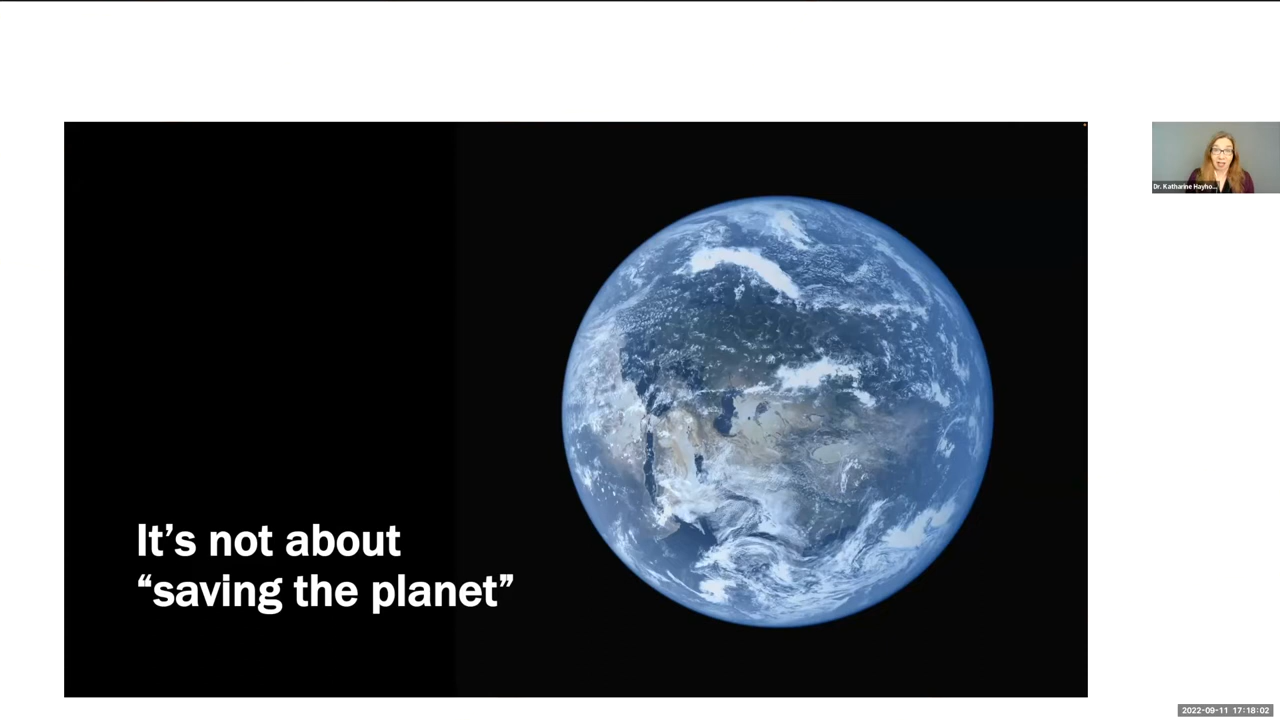 It’s not about
“saving the planet”
Dr. Katharine Hayho...
2022-09-11 17:18:02